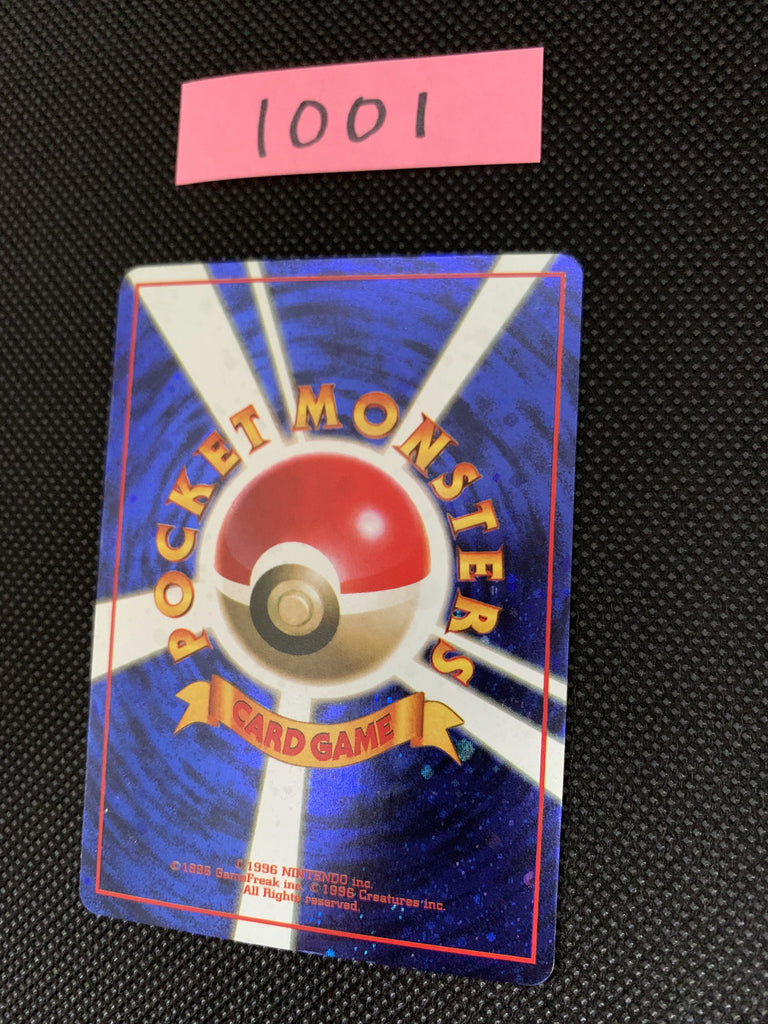 1001
POCKET MONSTERS
CARD GAME
©1996 NINTENDO inc.
©1995 GameFreak inc. ©1996 Creatures inc.
All Rights reserved.